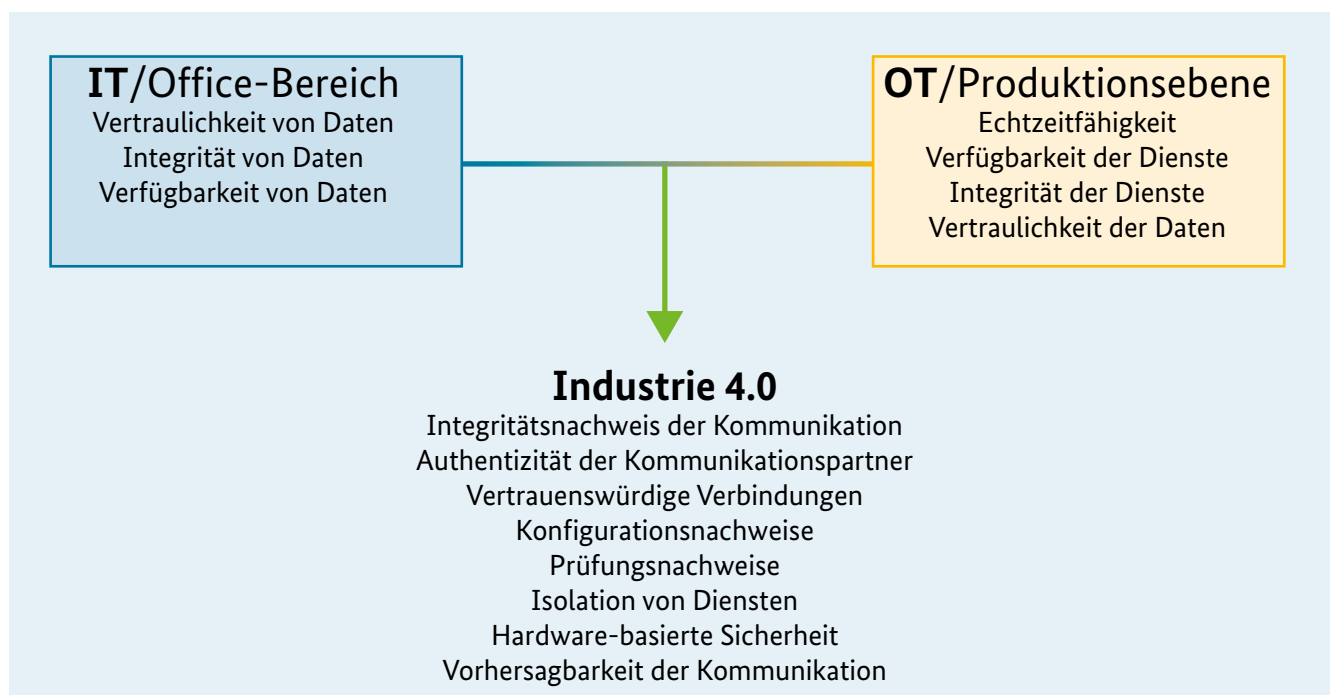 IT/Office-Bereich
Vertraulichkeit von Daten
Integrität von Daten
Verfügbarkeit von Daten
OT/Produktionsebene
Echtzeitfähigkeit
Verfügbarkeit der Dienste
Integrität der Dienste
Vertraulichkeit der Daten
Industrie 4.0
Integritätsnachweis der Kommunikation
Authentizität der Kommunikationspartner
Vertrauenswürdige Verbindungen
Konfigurationsnachweise
Prüfungsnachweise
Isolation von Diensten
Hardware-basierte Sicherheit
Vorhersagbarkeit der Kommunikation